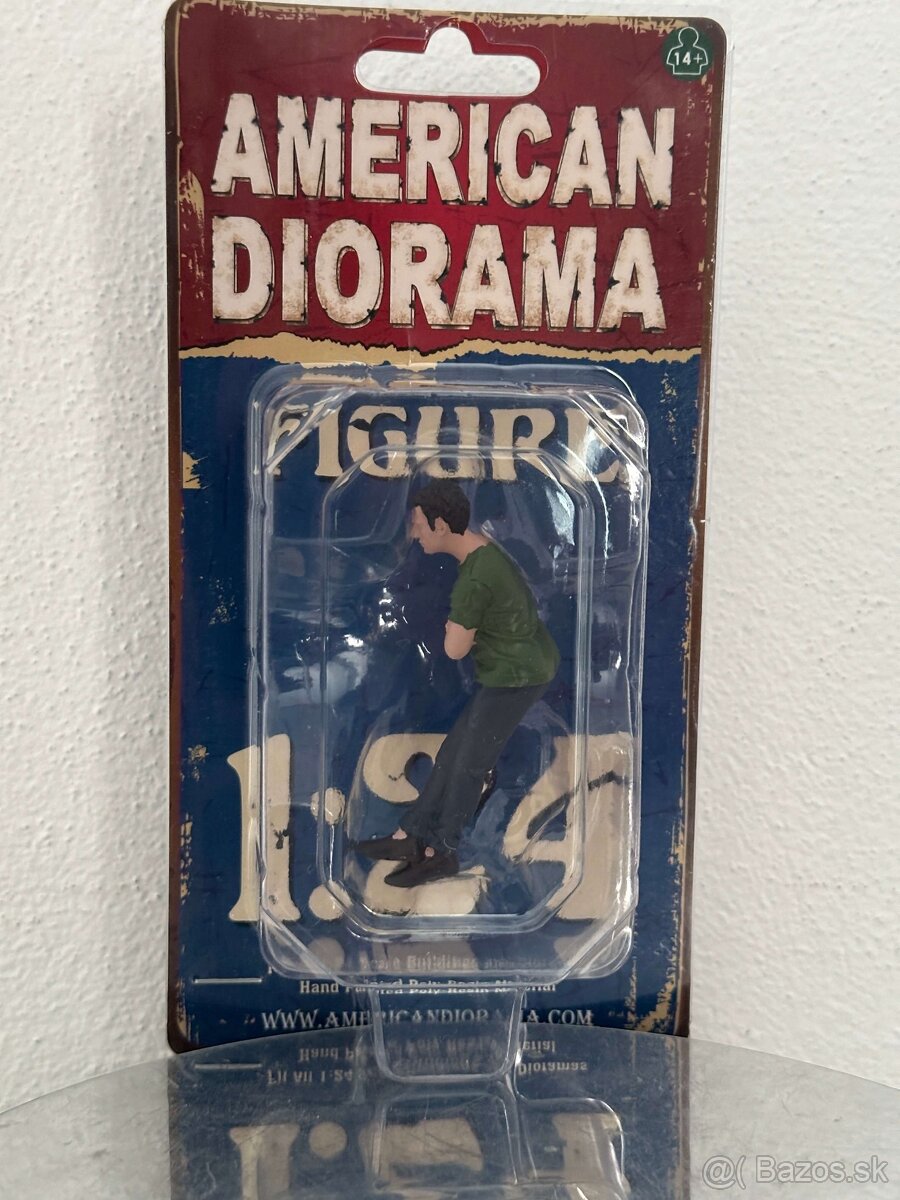 14+
AMERICAN
DIORAMA
FIGURE
1:24
Hand Painted Poly Resin Material
WWW.AMERICANDIORAMA.COM
@( Bazos.sk